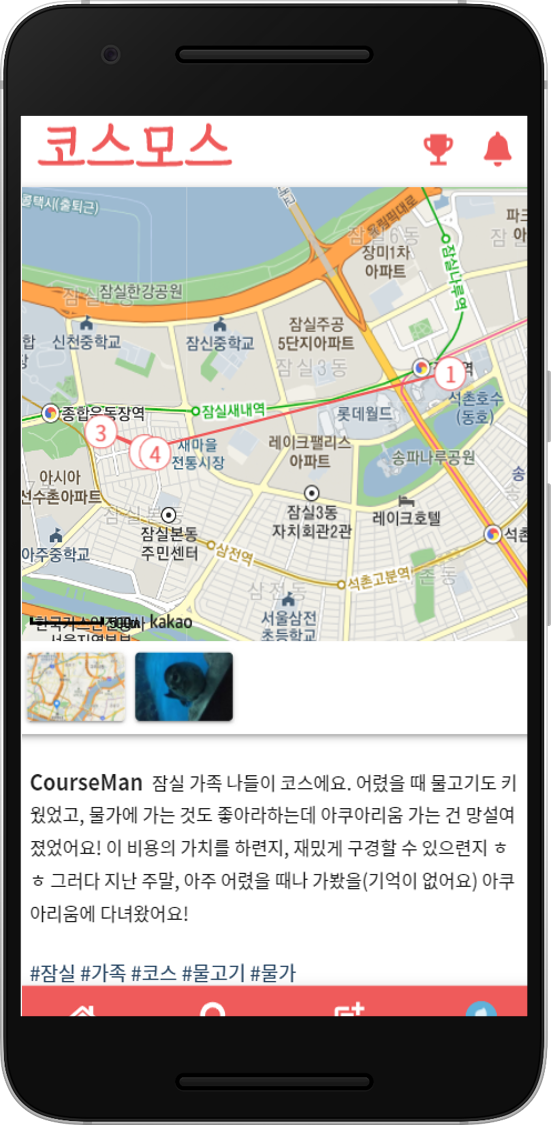 코스모스
잠실6동
장미1차
아파트
올림픽대로
잠실나루역
잠실한강공원
신천중학교
잠신중학교
잠실주공
5단지아파트
잠실3동
1
석촌호수
(동호)
종합운동장역
잠실새내역
롯데월드
3
4
새마을
전통시장
레이크팰리스
아파트
송파나루공원
아시아
선수촌아파트
잠실본동
주민센터
잠실3동
자치회관2관
레이크호텔
아주중학교
삼전역
석촌고분역
삼전동
서울삼전
초등학교
kakao
CourseMan 잠실 가족 나들이 코스에요. 어렸을 때 물고기도 키
웠었고, 물가에 가는 것도 좋아라하는데 아쿠아리움 가는 건 망설여
졌었어요! 이 비용의 가치를 하련지, 재밌게 구경할 수 있으련지 ㅎ
ㅎ 그러다 지난 주말, 아주 어렸을 때나 가봤을(기억이 없어요) 아쿠
아리움에 다녀왔어요!
#잠실 #가족 #코스 #물고기 #물가